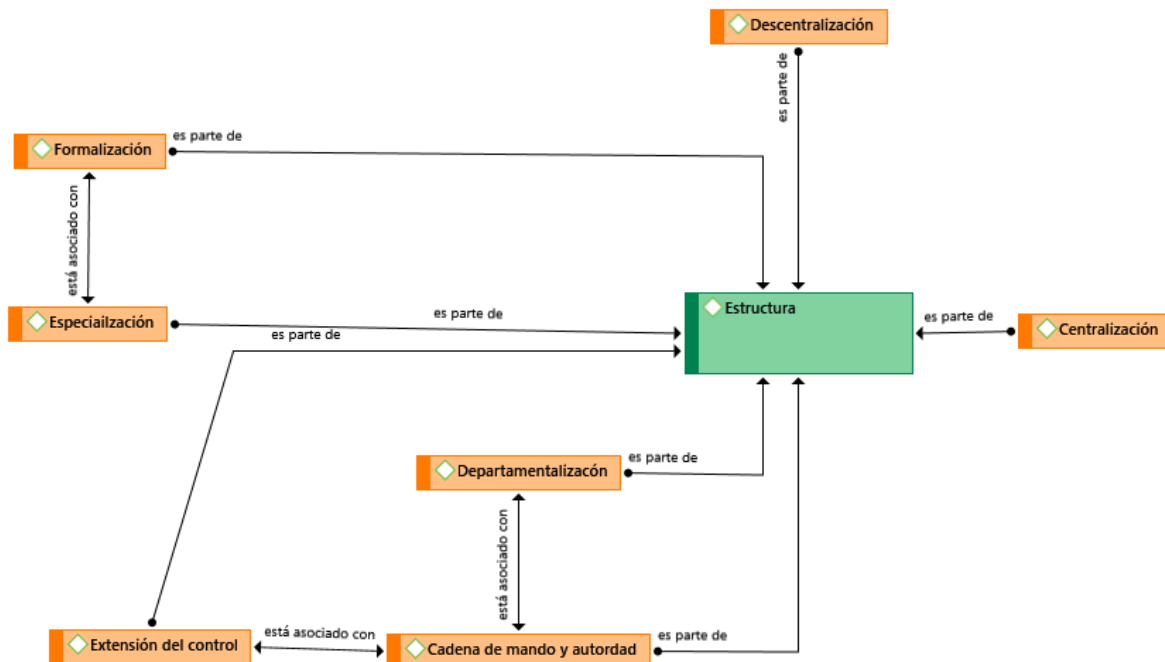 Descentralización
es parte de
es parte de
Formalización
está asociado con
Estructura
Especiailzación
es parte de
es parte de
es parte de
Centralización
Departamentalizacón
es parte de
está asociado con
Extensión del control
está asociado con
Cadena de mando y autordad
es parte de